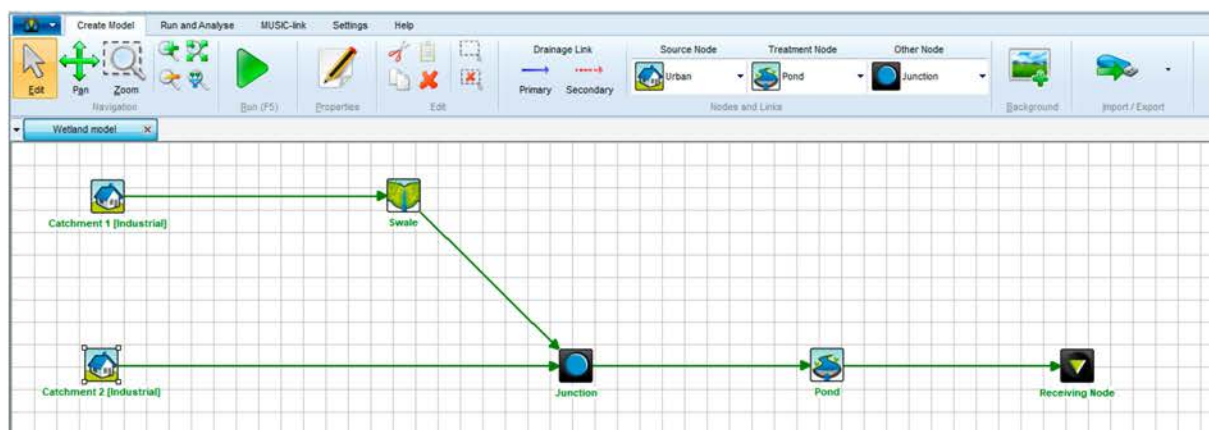 Create Model Run and Analyse MUSIC-link Settings Help
Drainage Link Source Node Treatment Node Other Node
Urban Pond Junction
Edit Pan Zoom Primary Secondary
Navigation Run (F5) Properties Edit Nodes and Links Background Import / Export
Wetland model
Catchment 1 [Industrial] Swale
Catchment 2 [Industrial] Junction Pond Receiving Node